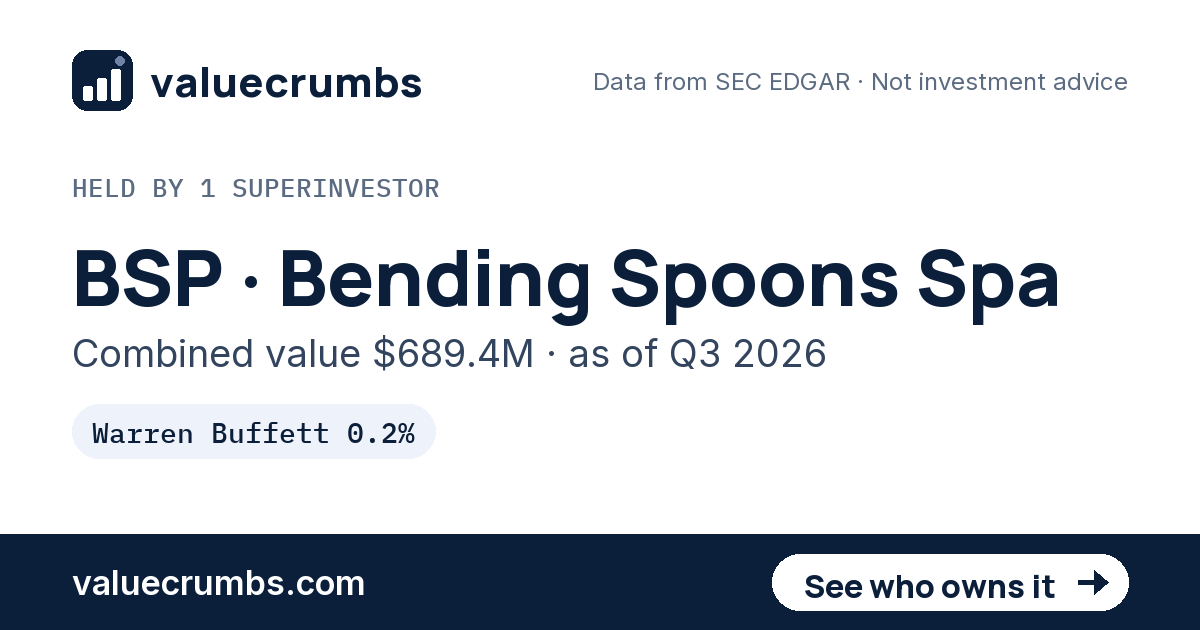 valuecrumbs
Data from SEC EDGAR · Not investment advice
HELD BY 1 SUPERINVESTOR
BSP · Bending Spoons Spa
Combined value $689.4M · as of Q3 2026
Warren Buffett 0.2%
valuecrumbs.com
See who owns it →